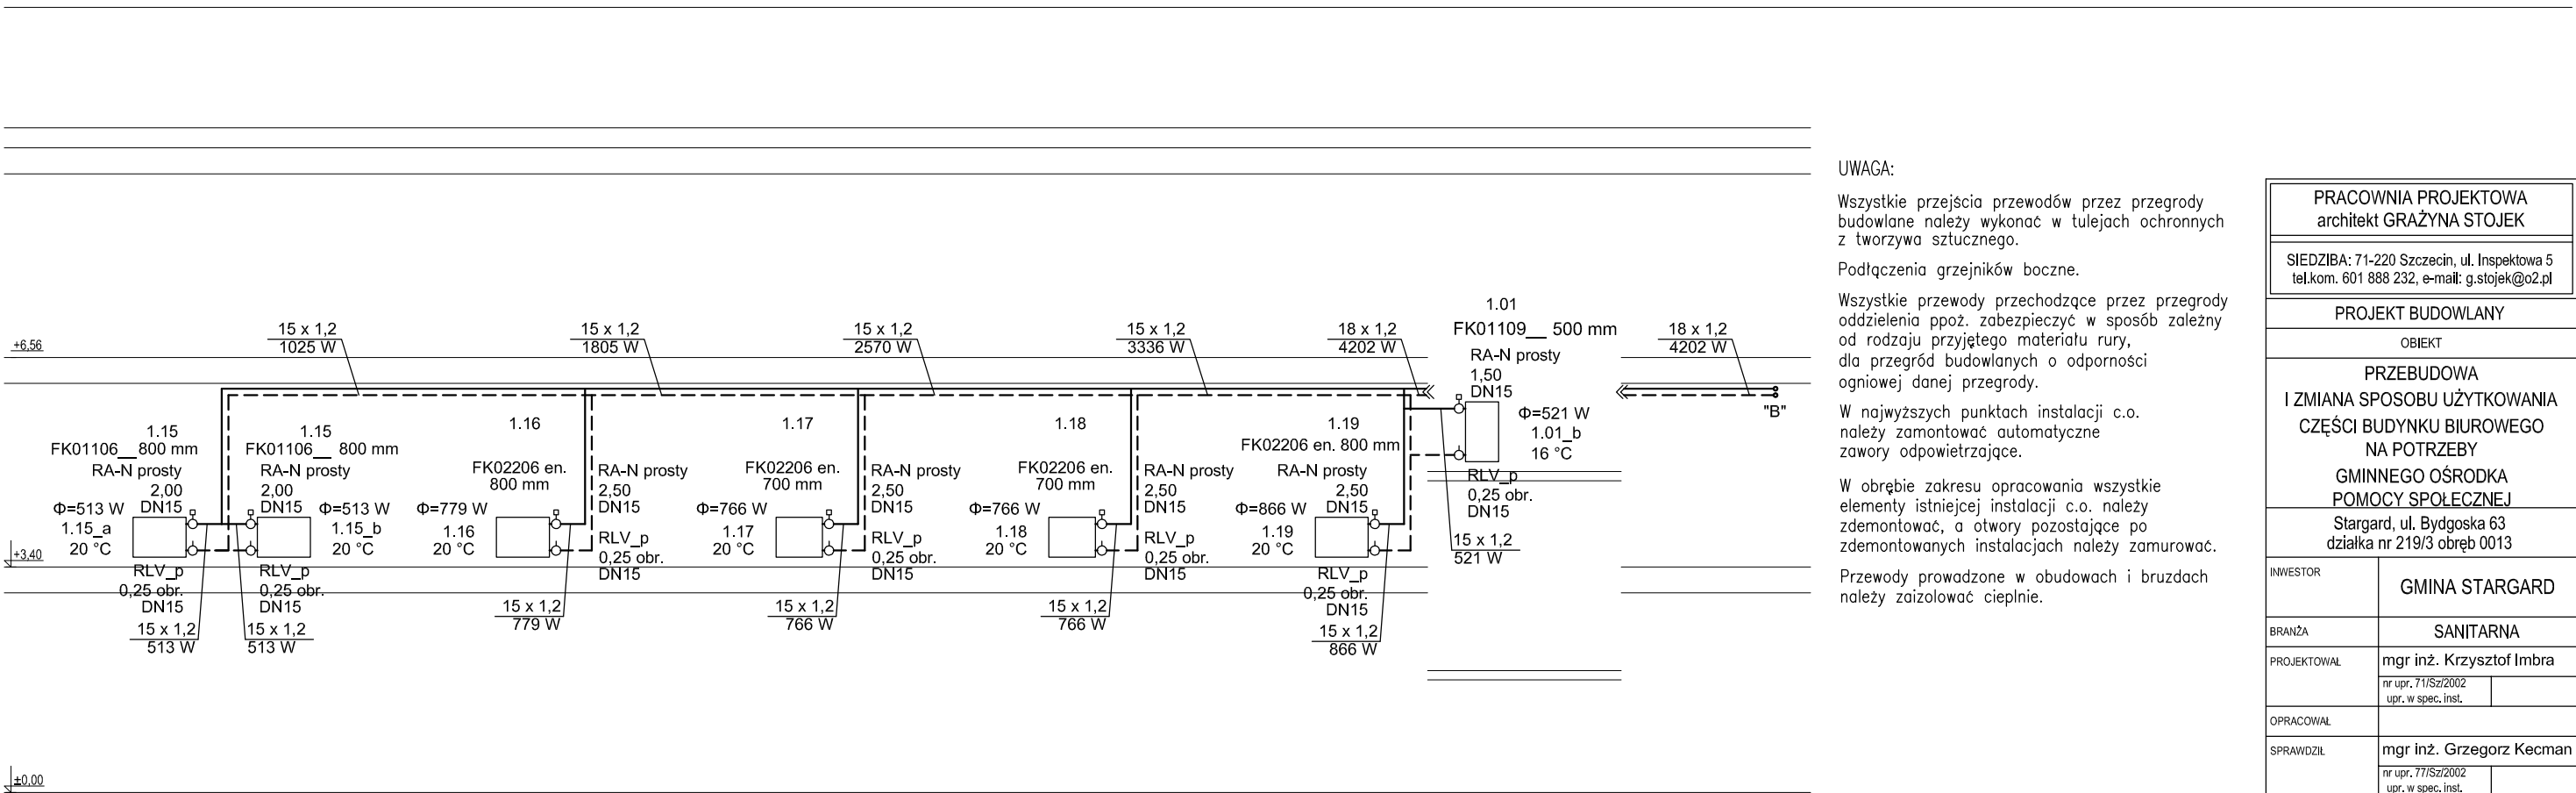 15 x 1,2
1025 W
15 x 1,2
1805 W
15 x 1,2
2570 W
15 x 1,2
3336 W
18 x 1,2
4202 W
18 x 1,2
4202 W
+6,56
1.01
FK01109__ 500 mm
RA-N prosty
1,50
DN15
Φ=521 W
1.01_b
16 °C
RLV_p
0,25 obr.
DN15
15 x 1,2
521 W
"B"
1.15
FK01106__ 800 mm
RA-N prosty
2,00
DN15
Φ=513 W
1.15_a
20 °C
RLV_p
0,25 obr.
DN15
15 x 1,2
513 W
1.15
FK01106__ 800 mm
RA-N prosty
2,00
DN15
Φ=513 W
1.15_b
20 °C
RLV_p
0,25 obr.
DN15
15 x 1,2
513 W
1.16
FK02206 en.
800 mm
RA-N prosty
2,50
DN15
Φ=779 W
1.16
20 °C
RLV_p
0,25 obr.
DN15
15 x 1,2
779 W
1.17
FK02206 en.
700 mm
RA-N prosty
2,50
DN15
Φ=766 W
1.17
20 °C
RLV_p
0,25 obr.
DN15
15 x 1,2
766 W
1.18
FK02206 en.
700 mm
RA-N prosty
2,50
DN15
Φ=766 W
1.18
20 °C
RLV_p
0,25 obr.
DN15
15 x 1,2
766 W
1.19
FK02206 en. 800 mm
RA-N prosty
2,50
DN15
Φ=866 W
1.19
20 °C
RLV_p
0,25 obr.
DN15
15 x 1,2
866 W
+3,40
±0,00
UWAGA:
Wszystkie przejścia przewodów przez przegrody
budowlane należy wykonać w tulejach ochronnych
z tworzywa sztucznego.
Podłączenia grzejników boczne.
Wszystkie przewody przechodzące przez przegrody
oddzielenia ppoż. zabezpieczyć w sposób zależny
od rodzaju przyjętego materiału rury,
dla przegród budowlanych o odporności
ogniowej danej przegrody.
W najwyższych punktach instalacji c.o.
należy zamontować automatyczne
zawory odpowietrzające.
W obrębie zakresu opracowania wszystkie
elementy istniejącej instalacji c.o. należy
zdemontować, a otwory pozostające po
zdemontowanych instalacjach należy zamurować.
Przewody prowadzone w obudowach i bruzdach
należy zaizolować cieplnie.
PRACOWNIA PROJEKTOWA
architekt GRAŻYNA STOJEK
SIEDZIBA: 71-220 Szczecin, ul. Inspektowa 5
tel.kom. 601 888 232, e-mail: g.stojek@o2.pl
PROJEKT BUDOWLANY
OBIEKT
PRZEBUDOWA
I ZMIANA SPOSOBU UŻYTKOWANIA
CZĘŚCI BUDYNKU BIUROWEGO
NA POTRZEBY
GMINNEGO OŚRODKA
POMOCY SPOŁECZNEJ
Stargard, ul. Bydgoska 63
działka nr 219/3 obręb 0013
INWESTOR
GMINA STARGARD
BRANŻA
SANITARNA
PROJEKTOWAŁ
mgr inż. Krzysztof Imbra
nr upr. 71/Sz/2002
upr. w spec. inst.
OPRACOWAŁ
SPRAWDZIŁ
mgr inż. Grzegorz Kecman
nr upr. 77/Sz/2002
upr. w spec. inst.